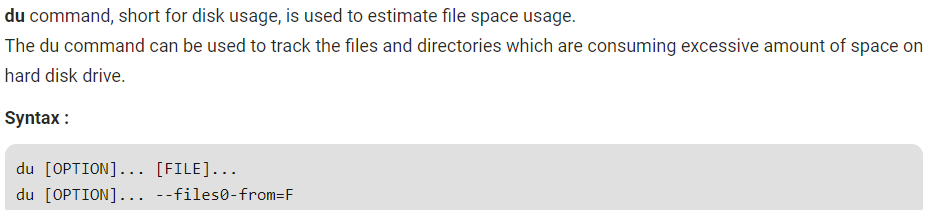 du command, short for disk usage, is used to estimate file space usage.
The du command can be used to track the files and directories which are consuming excessive amount of space on
hard disk drive.
Syntax :
du [OPTION]... [FILE]...
du [OPTION]... --files0-from=F